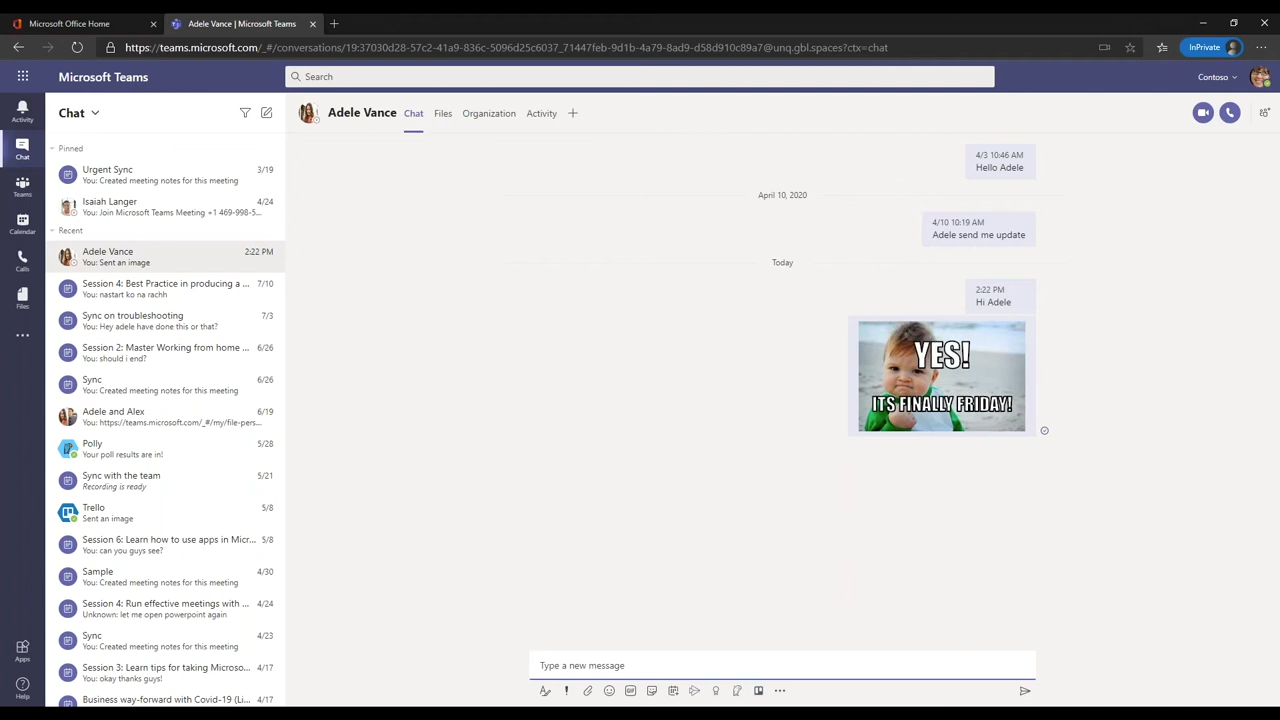 Microsoft Office Home
Adele Vance | Microsoft Teams
https://teams.microsoft.com/_#/conversations/19:37030d28-57c2-41a9-836c-5096d25c6037_71447feb-9d1b-4a79-8ad9-d58d910c89a7@unq.gbl.spaces?ctx=chat
InPrivate
Microsoft Teams
Search
Contoso
Activity
Chat
Teams
Calendar
Calls
Files
Apps
Help
Chat
Pinned
Urgent Sync 3/19
You: Created meeting notes for this meeting
Isaiah Langer 4/24
You: Join Microsoft Teams Meeting +1 469-998-5...
Recent
Adele Vance 2:22 PM
You: Sent an image
Session 4: Best Practice in producing a ... 7/10
You: nastart ko na rachh
Sync on troubleshooting 7/3
You: Hey adele have done this or that?
Session 2: Master Working from home ... 6/26
You: should i end?
Sync 6/26
You: Created meeting notes for this meeting
Adele and Alex 6/19
You: https://teams.microsoft.com/_#/my/file-pers...
Polly 5/28
Your poll results are in!
Sync with the team 5/21
Recording is ready
Trello 5/8
Sent an image
Session 6: Learn how to use apps in Micr... 5/8
You: can you guys see?
Sample 4/30
You: Created meeting notes for this meeting
Session 4: Run effective meetings with ... 4/24
Unknown: let me open powerpoint again
Sync 4/23
You: Created meeting notes for this meeting
Session 3: Learn tips for taking Microso... 4/17
You: okay thanks guys!
Business way-forward with Covid-19 (Li... 4/17
Adele Vance Chat Files Organization Activity
4/3 10:46 AM
Hello Adele
April 10, 2020
4/10 10:19 AM
Adele send me update
Today
2:22 PM
Hi Adele
YES!
ITS FINALLY FRIDAY!
Type a new message
GIF